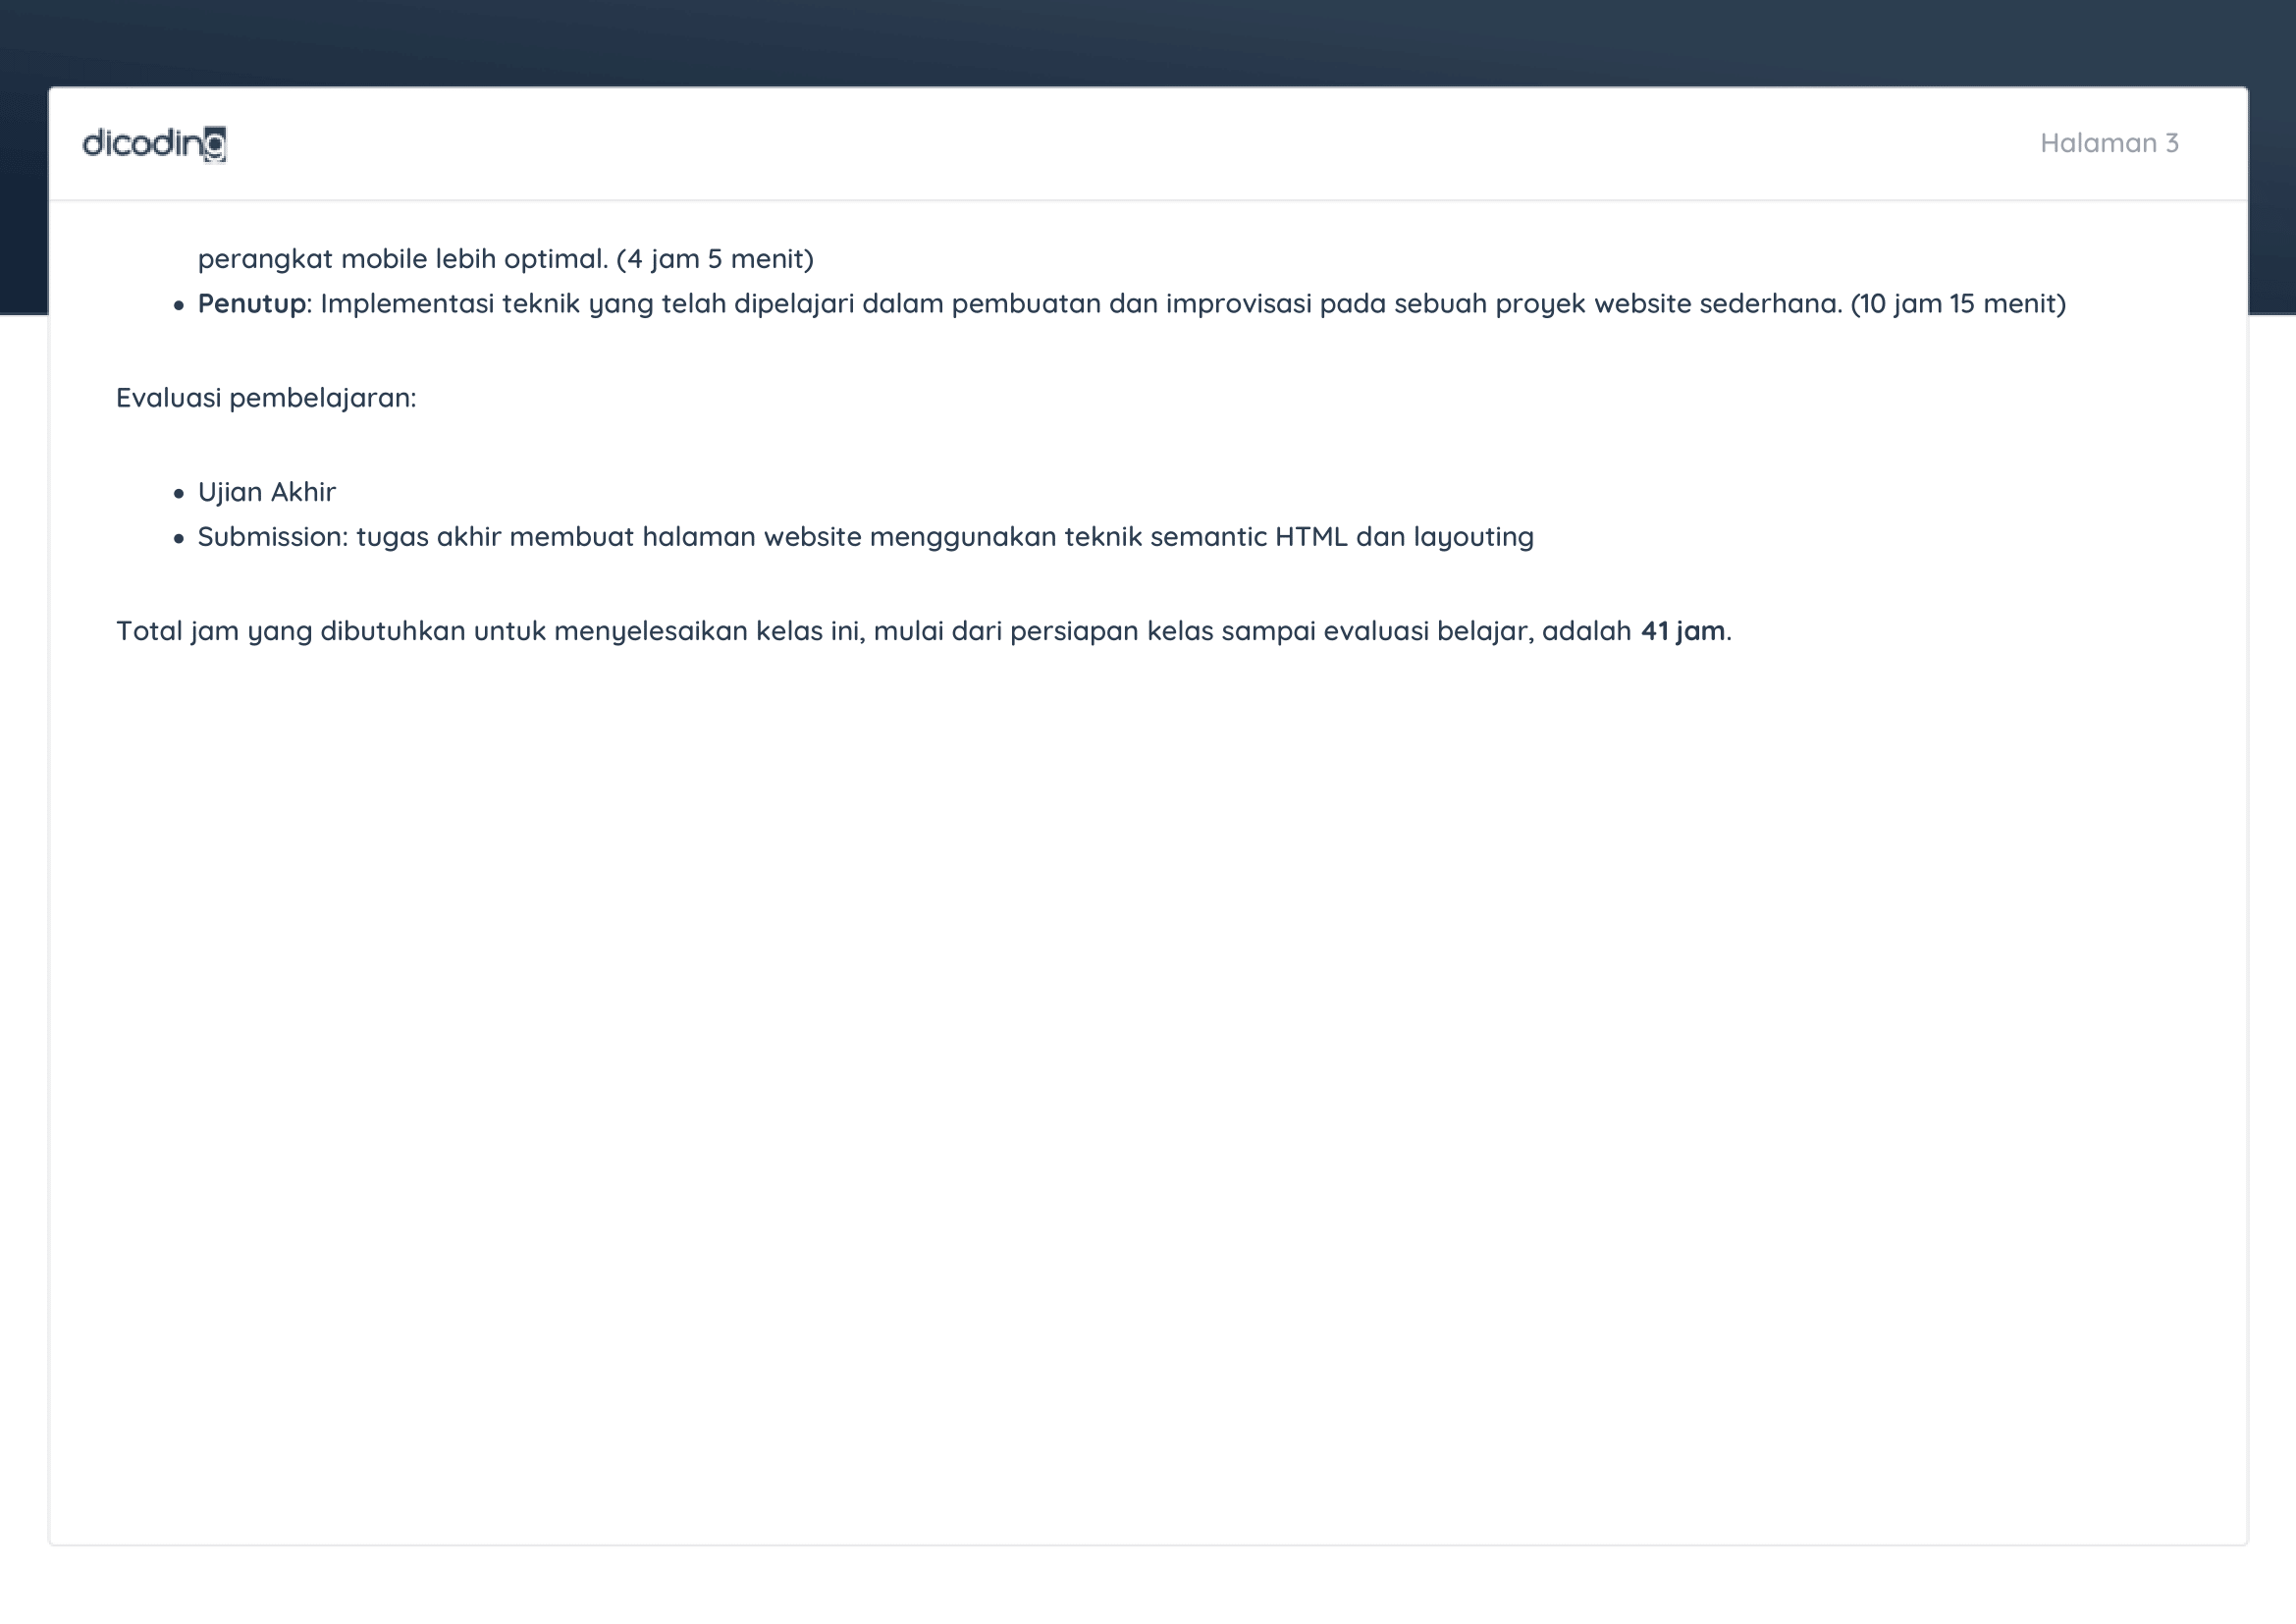 dicoding
Halaman 3
perangkat mobile lebih optimal. (4 jam 5 menit)
• Penutup: Implementasi teknik yang telah dipelajari dalam pembuatan dan improvisasi pada sebuah proyek website sederhana. (10 jam 15 menit)
Evaluasi pembelajaran:
• Ujian Akhir
• Submission: tugas akhir membuat halaman website menggunakan teknik semantic HTML dan layouting
Total jam yang dibutuhkan untuk menyelesaikan kelas ini, mulai dari persiapan kelas sampai evaluasi belajar, adalah 41 jam.